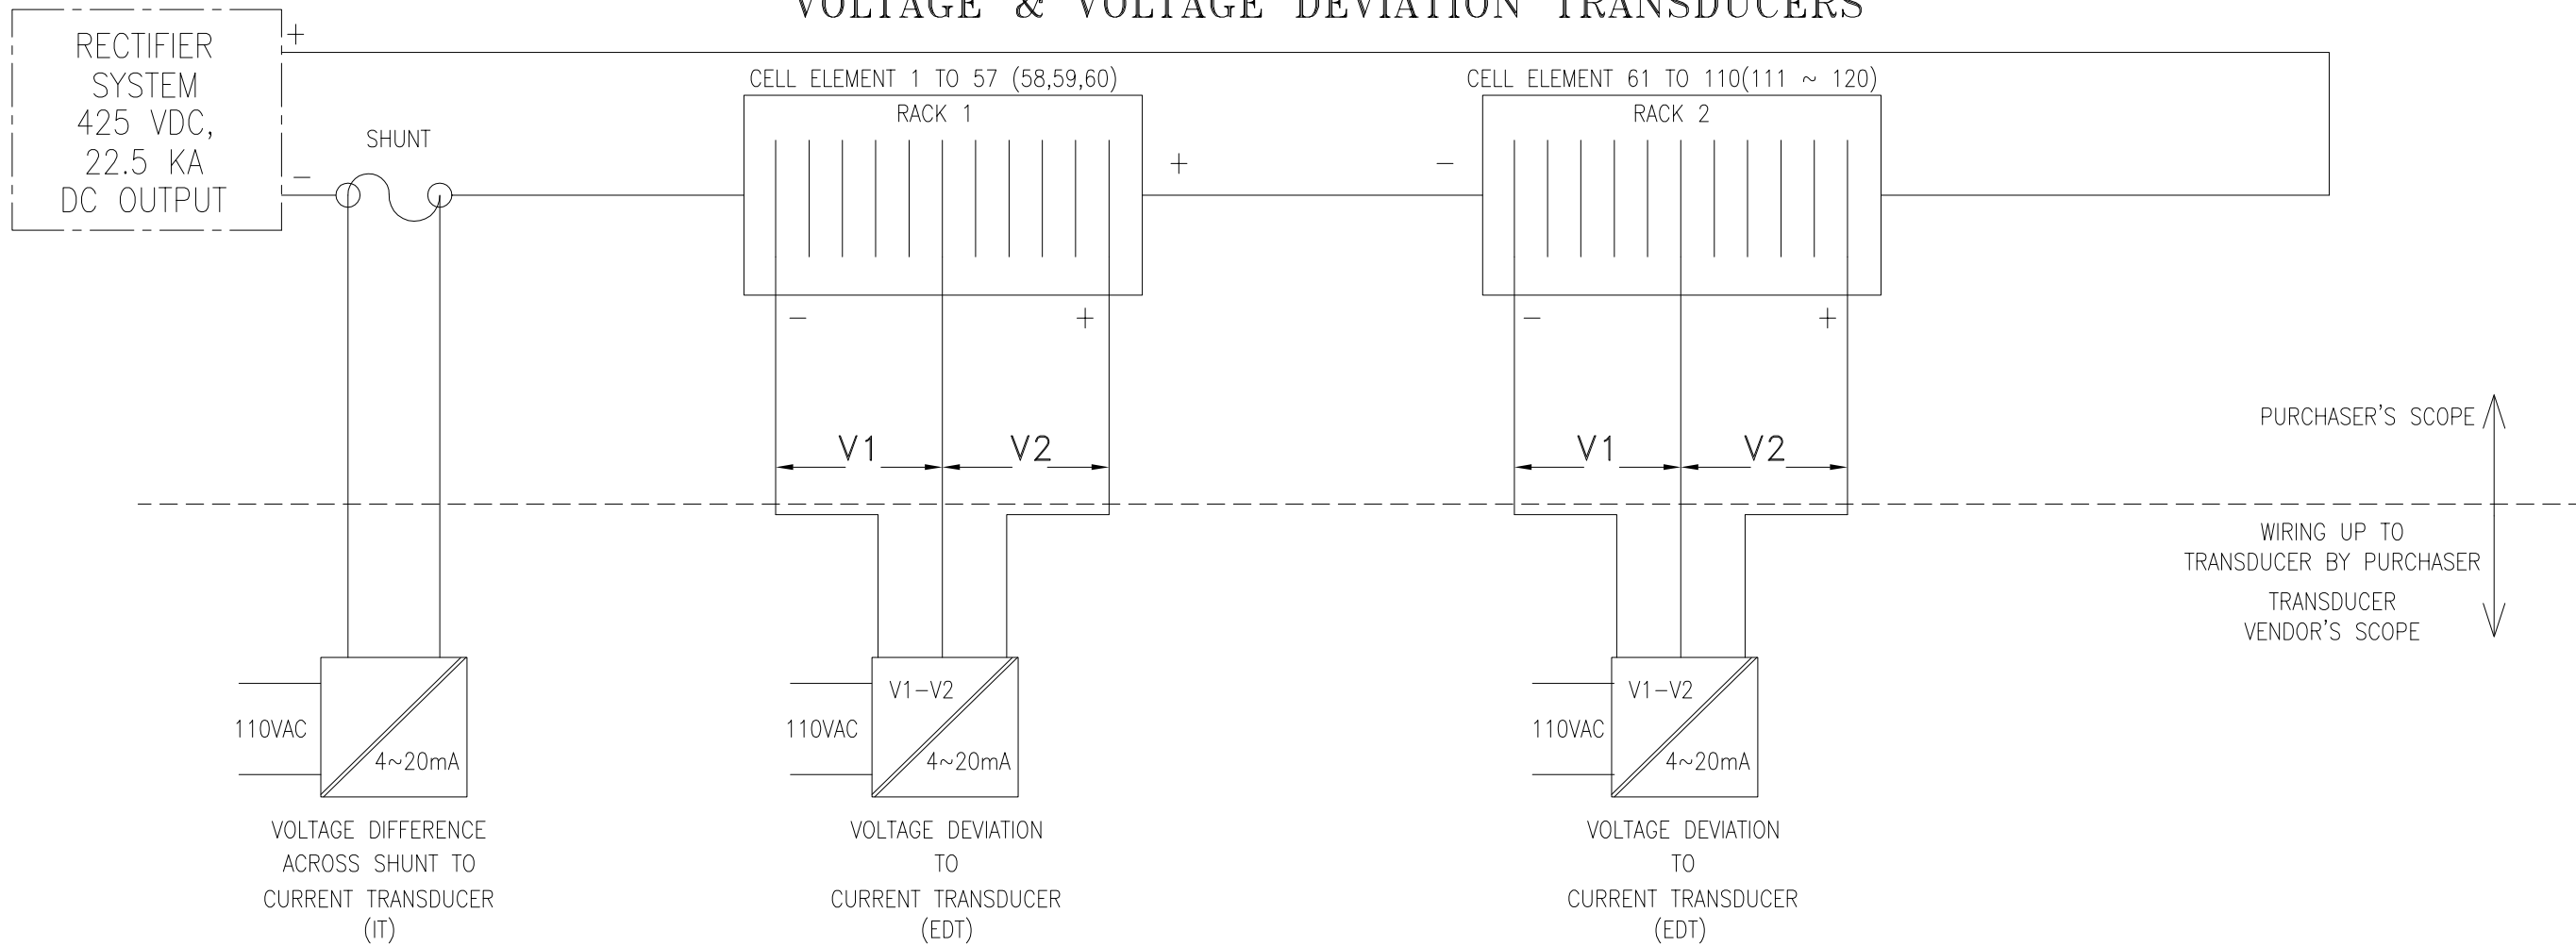 VOLTAGE & VOLTAGE DEVIATION TRANSDUCERS
RECTIFIER
SYSTEM
425 VDC,
22.5 KA
DC OUTPUT
+
−
SHUNT
CELL ELEMENT 1 TO 57 (58,59,60)
RACK 1
+
−
+
CELL ELEMENT 61 TO 110(111 ~ 120)
RACK 2
−
−
+
V1
V2
V1
V2
PURCHASER'S SCOPE
WIRING UP TO
TRANSDUCER BY PURCHASER
TRANSDUCER
VENDOR'S SCOPE
110VAC
4~20mA
VOLTAGE DIFFERENCE
ACROSS SHUNT TO
CURRENT TRANSDUCER
(IT)
V1−V2
110VAC
4~20mA
VOLTAGE DEVIATION
TO
CURRENT TRANSDUCER
(EDT)
V1−V2
110VAC
4~20mA
VOLTAGE DEVIATION
TO
CURRENT TRANSDUCER
(EDT)